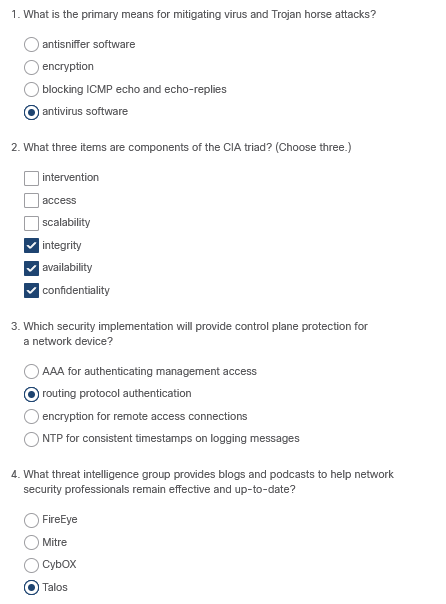 1. What is the primary means for mitigating virus and Trojan horse attacks?
antisniffer software
encryption
blocking ICMP echo and echo-replies
antivirus software
2. What three items are components of the CIA triad? (Choose three.)
intervention
access
scalability
integrity
availability
confidentiality
3. Which security implementation will provide control plane protection for
a network device?
AAA for authenticating management access
routing protocol authentication
encryption for remote access connections
NTP for consistent timestamps on logging messages
4. What threat intelligence group provides blogs and podcasts to help network
security professionals remain effective and up-to-date?
FireEye
Mitre
CybOX
Talos